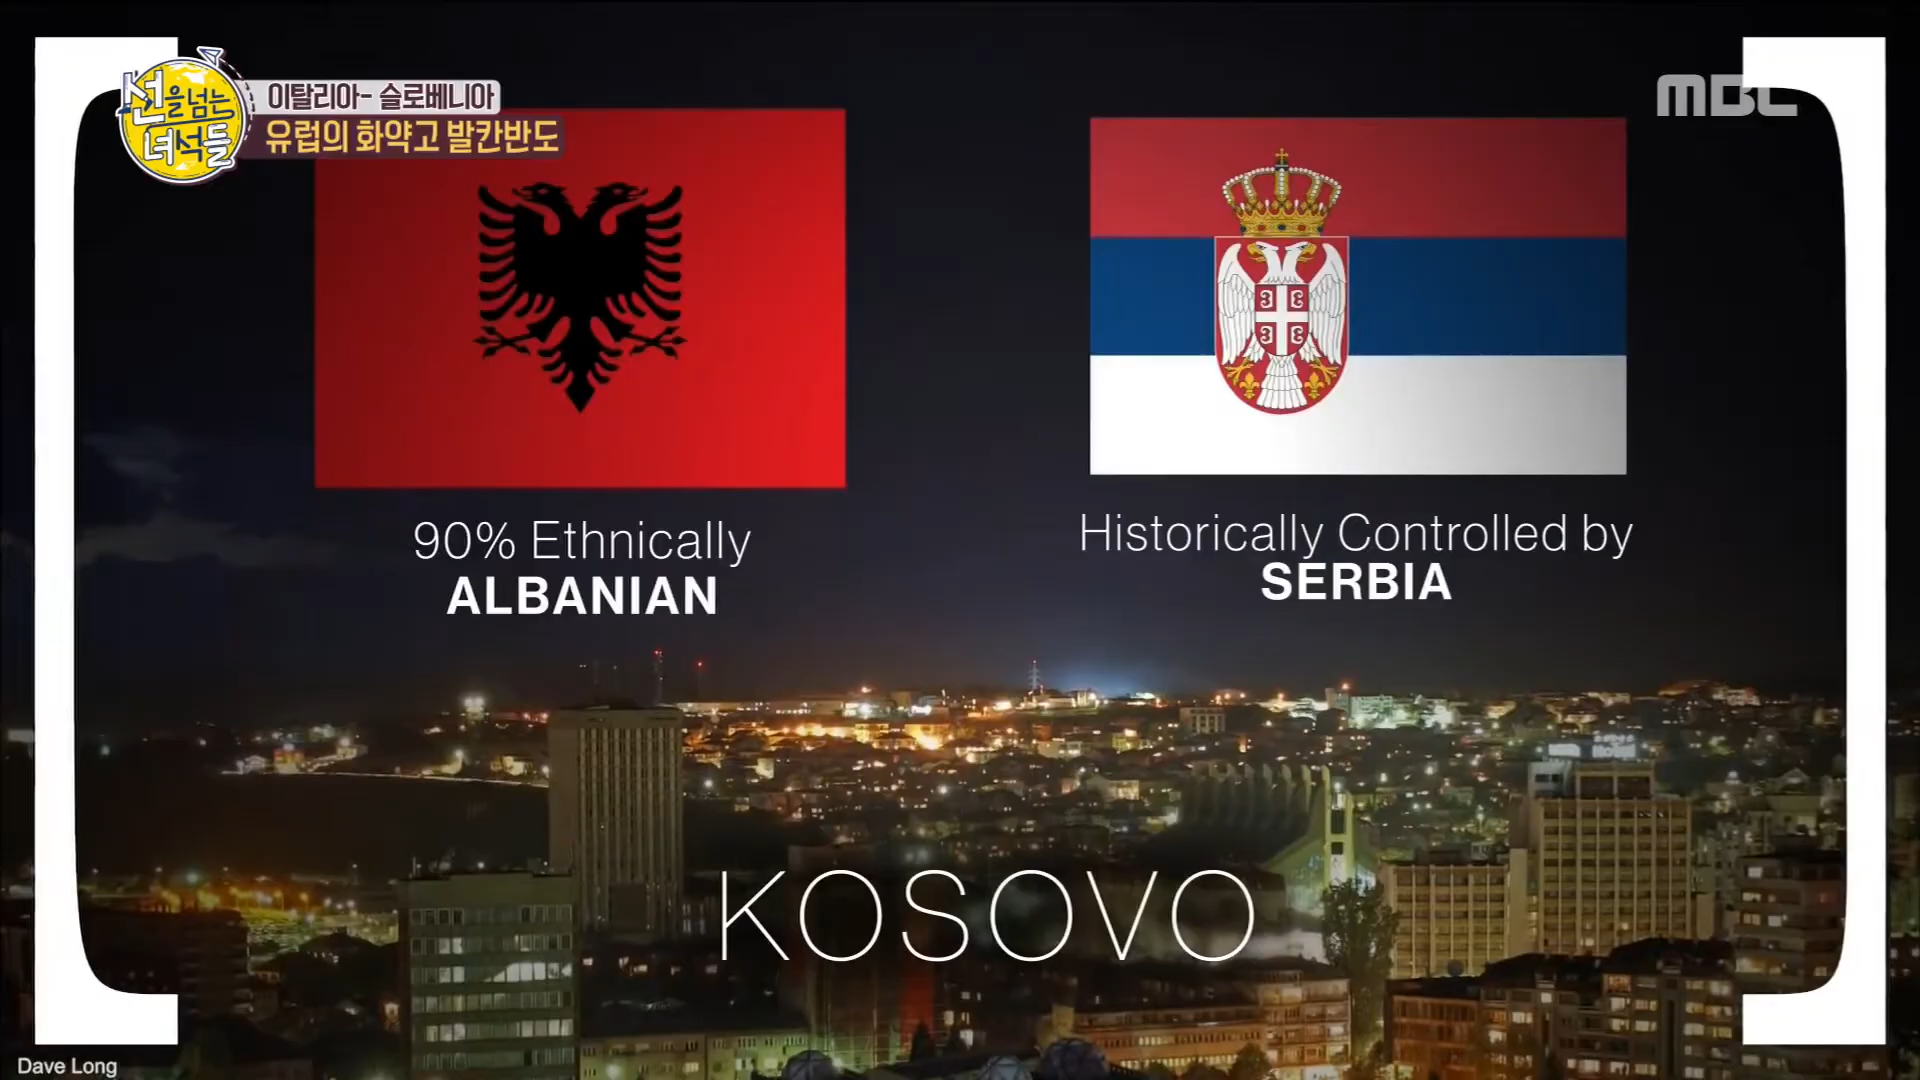 선을 넘는
녀석들
이탈리아- 슬로베니아
유럽의 화약고 발칸반도
MBC
90% Ethnically
ALBANIAN
Historically Controlled by
SERBIA
KOSOVO
Dave Long